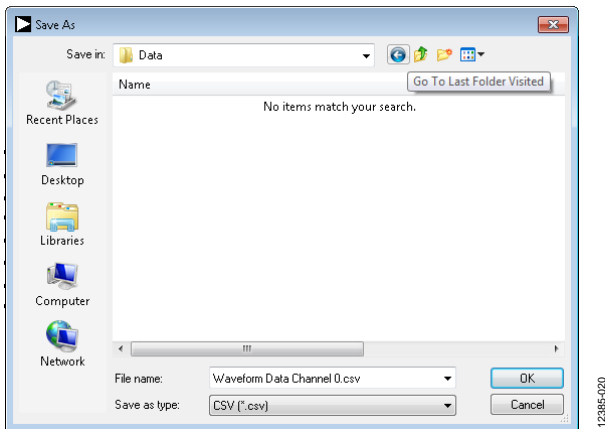 Save As
Save in:
Data
Go To Last Folder Visited
Name
No items match your search.
Recent Places
Desktop
Libraries
Computer
Network
File name:
Waveform Data Channel 0.csv
OK
Save as type:
CSV (*.csv)
Cancel
12385-020